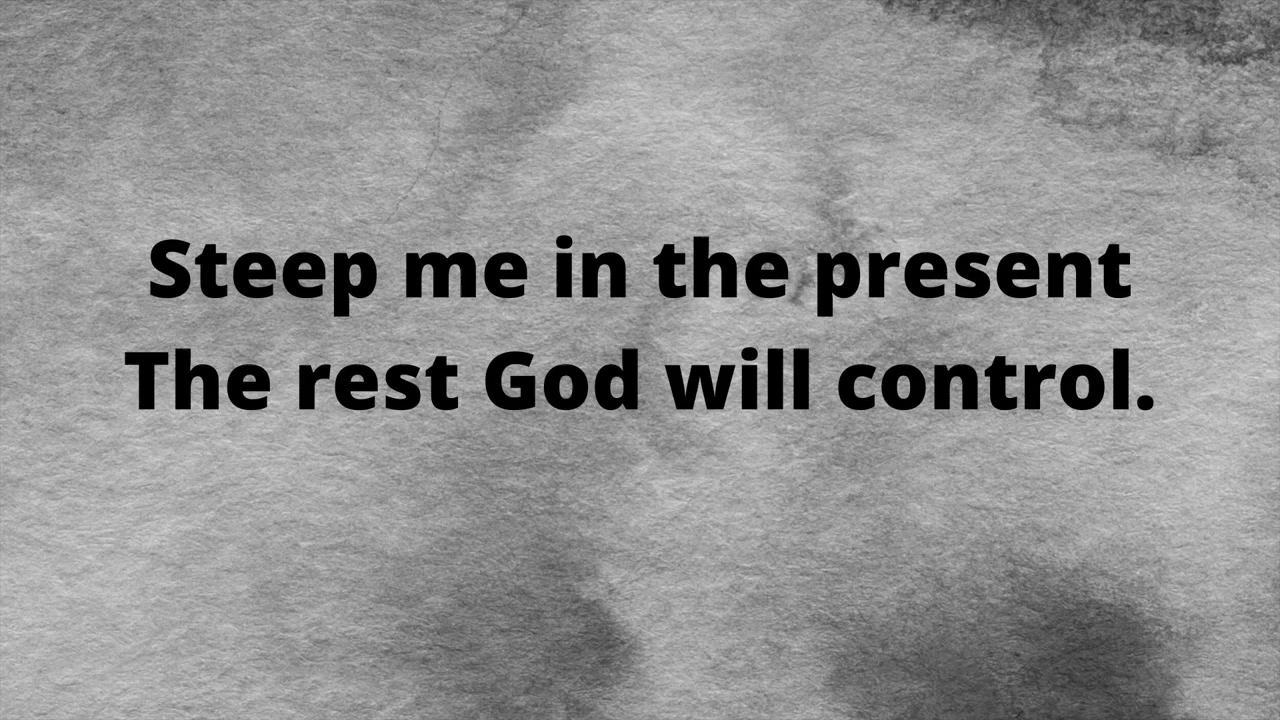 Steep me in the present
The rest God will control.